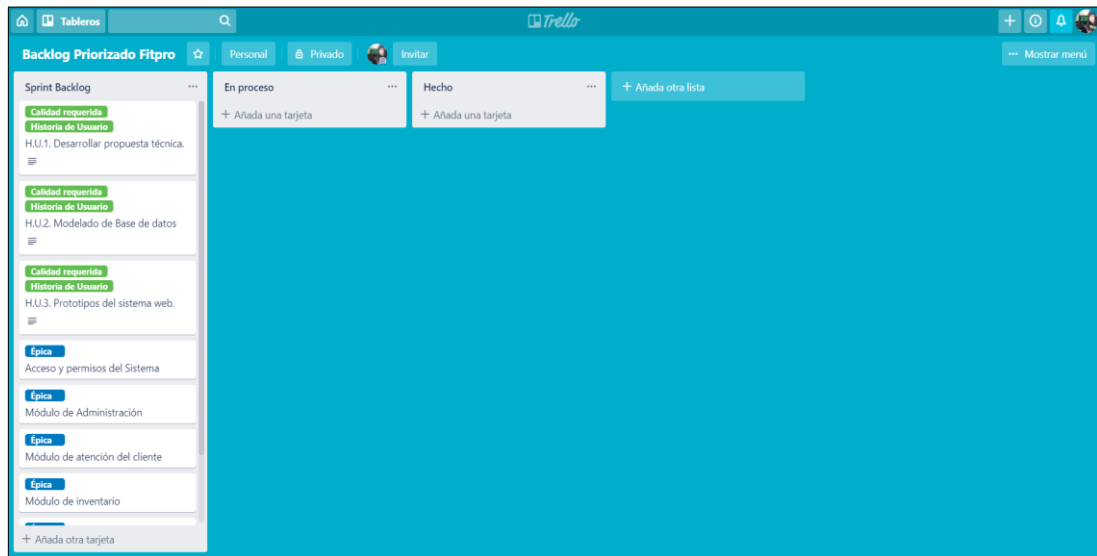 Tableros
Trello
Backlog Priorizado Fitpro
Personal
Privado
Invitar
... Mostrar menú
Sprint Backlog
...
Calidad requerida
Historia de Usuario
H.U.1. Desarrollar propuesta técnica.
Calidad requerida
Historia de Usuario
H.U.2. Modelado de Base de datos
Calidad requerida
Historia de Usuario
H.U.3. Prototipos del sistema web.
Épica
Acceso y permisos del Sistema
Épica
Módulo de Administración
Épica
Módulo de atención del cliente
Épica
Módulo de inventario
+ Añada otra tarjeta
En proceso
...
+ Añada una tarjeta
Hecho
...
+ Añada una tarjeta
+ Añada otra lista